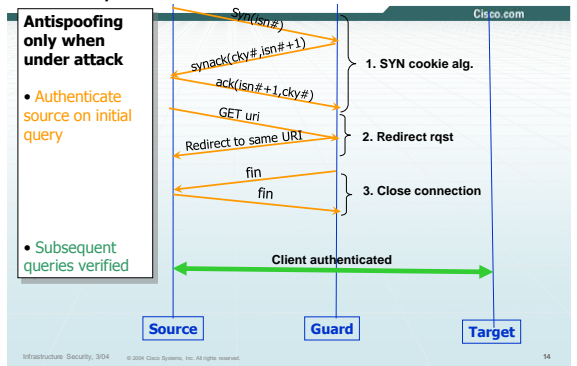 Cisco.com
Antispoofing
only when
under attack
• Authenticate
source on initial
query
• Subsequent
queries verified
Syn(isn#)
synack(cky#,isn#+1)
ack(isn#+1,cky#)
1. SYN cookie alg.
GET uri
Redirect to same URI
2. Redirect rqst
fin
fin
3. Close connection
Client authenticated
Source
Guard
Target
Infrastructure Security, 3/04
© 2004 Cisco Systems, Inc. All rights reserved.
14